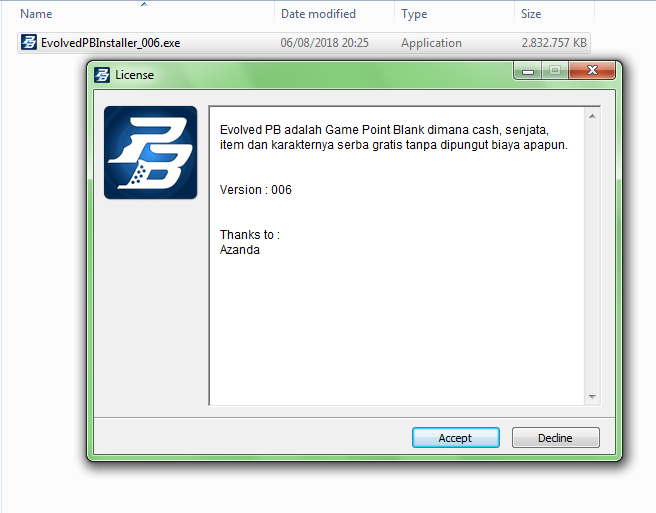 Name Date modified Type Size
EvolvedPBInstaller_006.exe 06/08/2018 20:25 Application 2.832.757 KB
License
PB
Evolved PB adalah Game Point Blank dimana cash, senjata,
item dan karakternya serba gratis tanpa dipungut biaya apapun.
Version : 006
Thanks to :
Azanda
Accept Decline